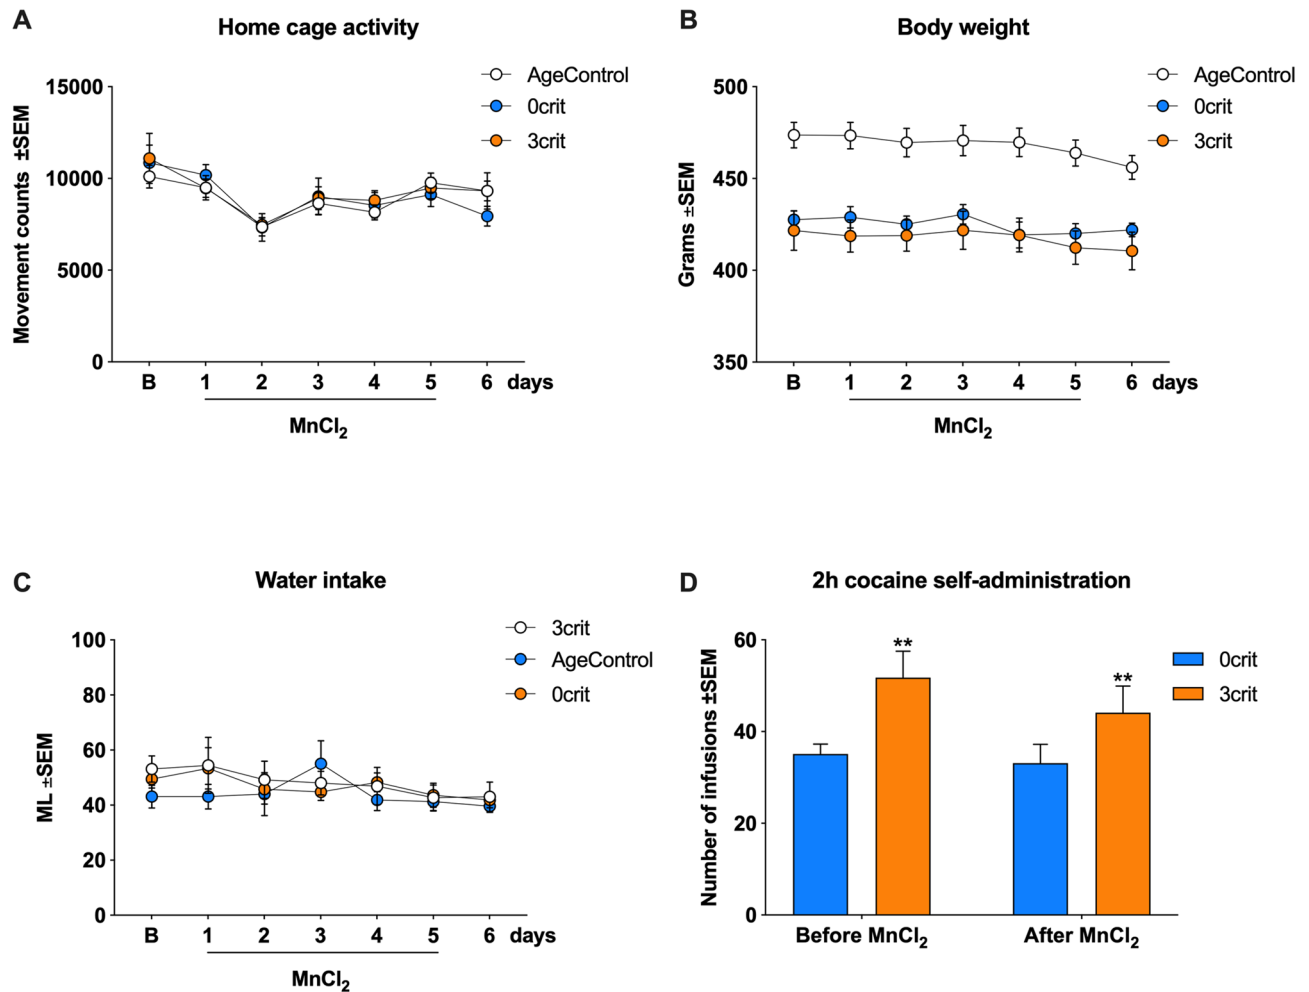 A
Home cage activity
AgeControl
0crit
3crit
Movement counts ±SEM
15000
10000
5000
0
B 1 2 3 4 5 6 days
MnCl2
B
Body weight
AgeControl
0crit
3crit
Grams ±SEM
500
450
400
350
B 1 2 3 4 5 6 days
MnCl2
C
Water intake
3crit
AgeControl
0crit
ML ±SEM
100
80
60
40
20
0
B 1 2 3 4 5 6 days
MnCl2
D
2h cocaine self-administration
0crit
3crit
Number of infusions ±SEM
60
40
20
0
**
**
Before MnCl2 After MnCl2